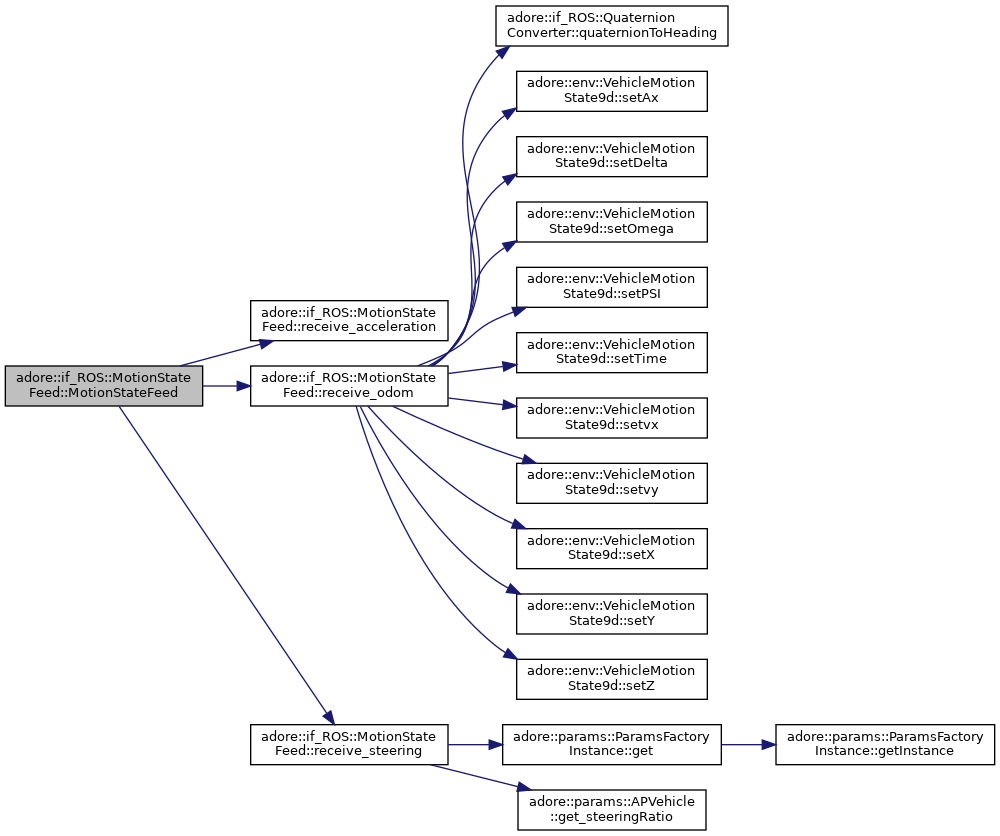 adore::if_ROS::Quaternion
Converter::quaternionToHeading
adore::env::VehicleMotion
State9d::setAx
adore::env::VehicleMotion
State9d::setDelta
adore::env::VehicleMotion
State9d::setOmega
adore::env::VehicleMotion
State9d::setPSI
adore::if_ROS::MotionState
Feed::receive_acceleration
adore::env::VehicleMotion
State9d::setTime
adore::if_ROS::MotionState
Feed::MotionStateFeed
adore::if_ROS::MotionState
Feed::receive_odom
adore::env::VehicleMotion
State9d::setvx
adore::env::VehicleMotion
State9d::setvy
adore::env::VehicleMotion
State9d::setX
adore::env::VehicleMotion
State9d::setY
adore::env::VehicleMotion
State9d::setZ
adore::if_ROS::MotionState
Feed::receive_steering
adore::params::ParamsFactory
Instance::get
adore::params::ParamsFactory
Instance::getInstance
adore::params::APVehicle
::get_steeringRatio